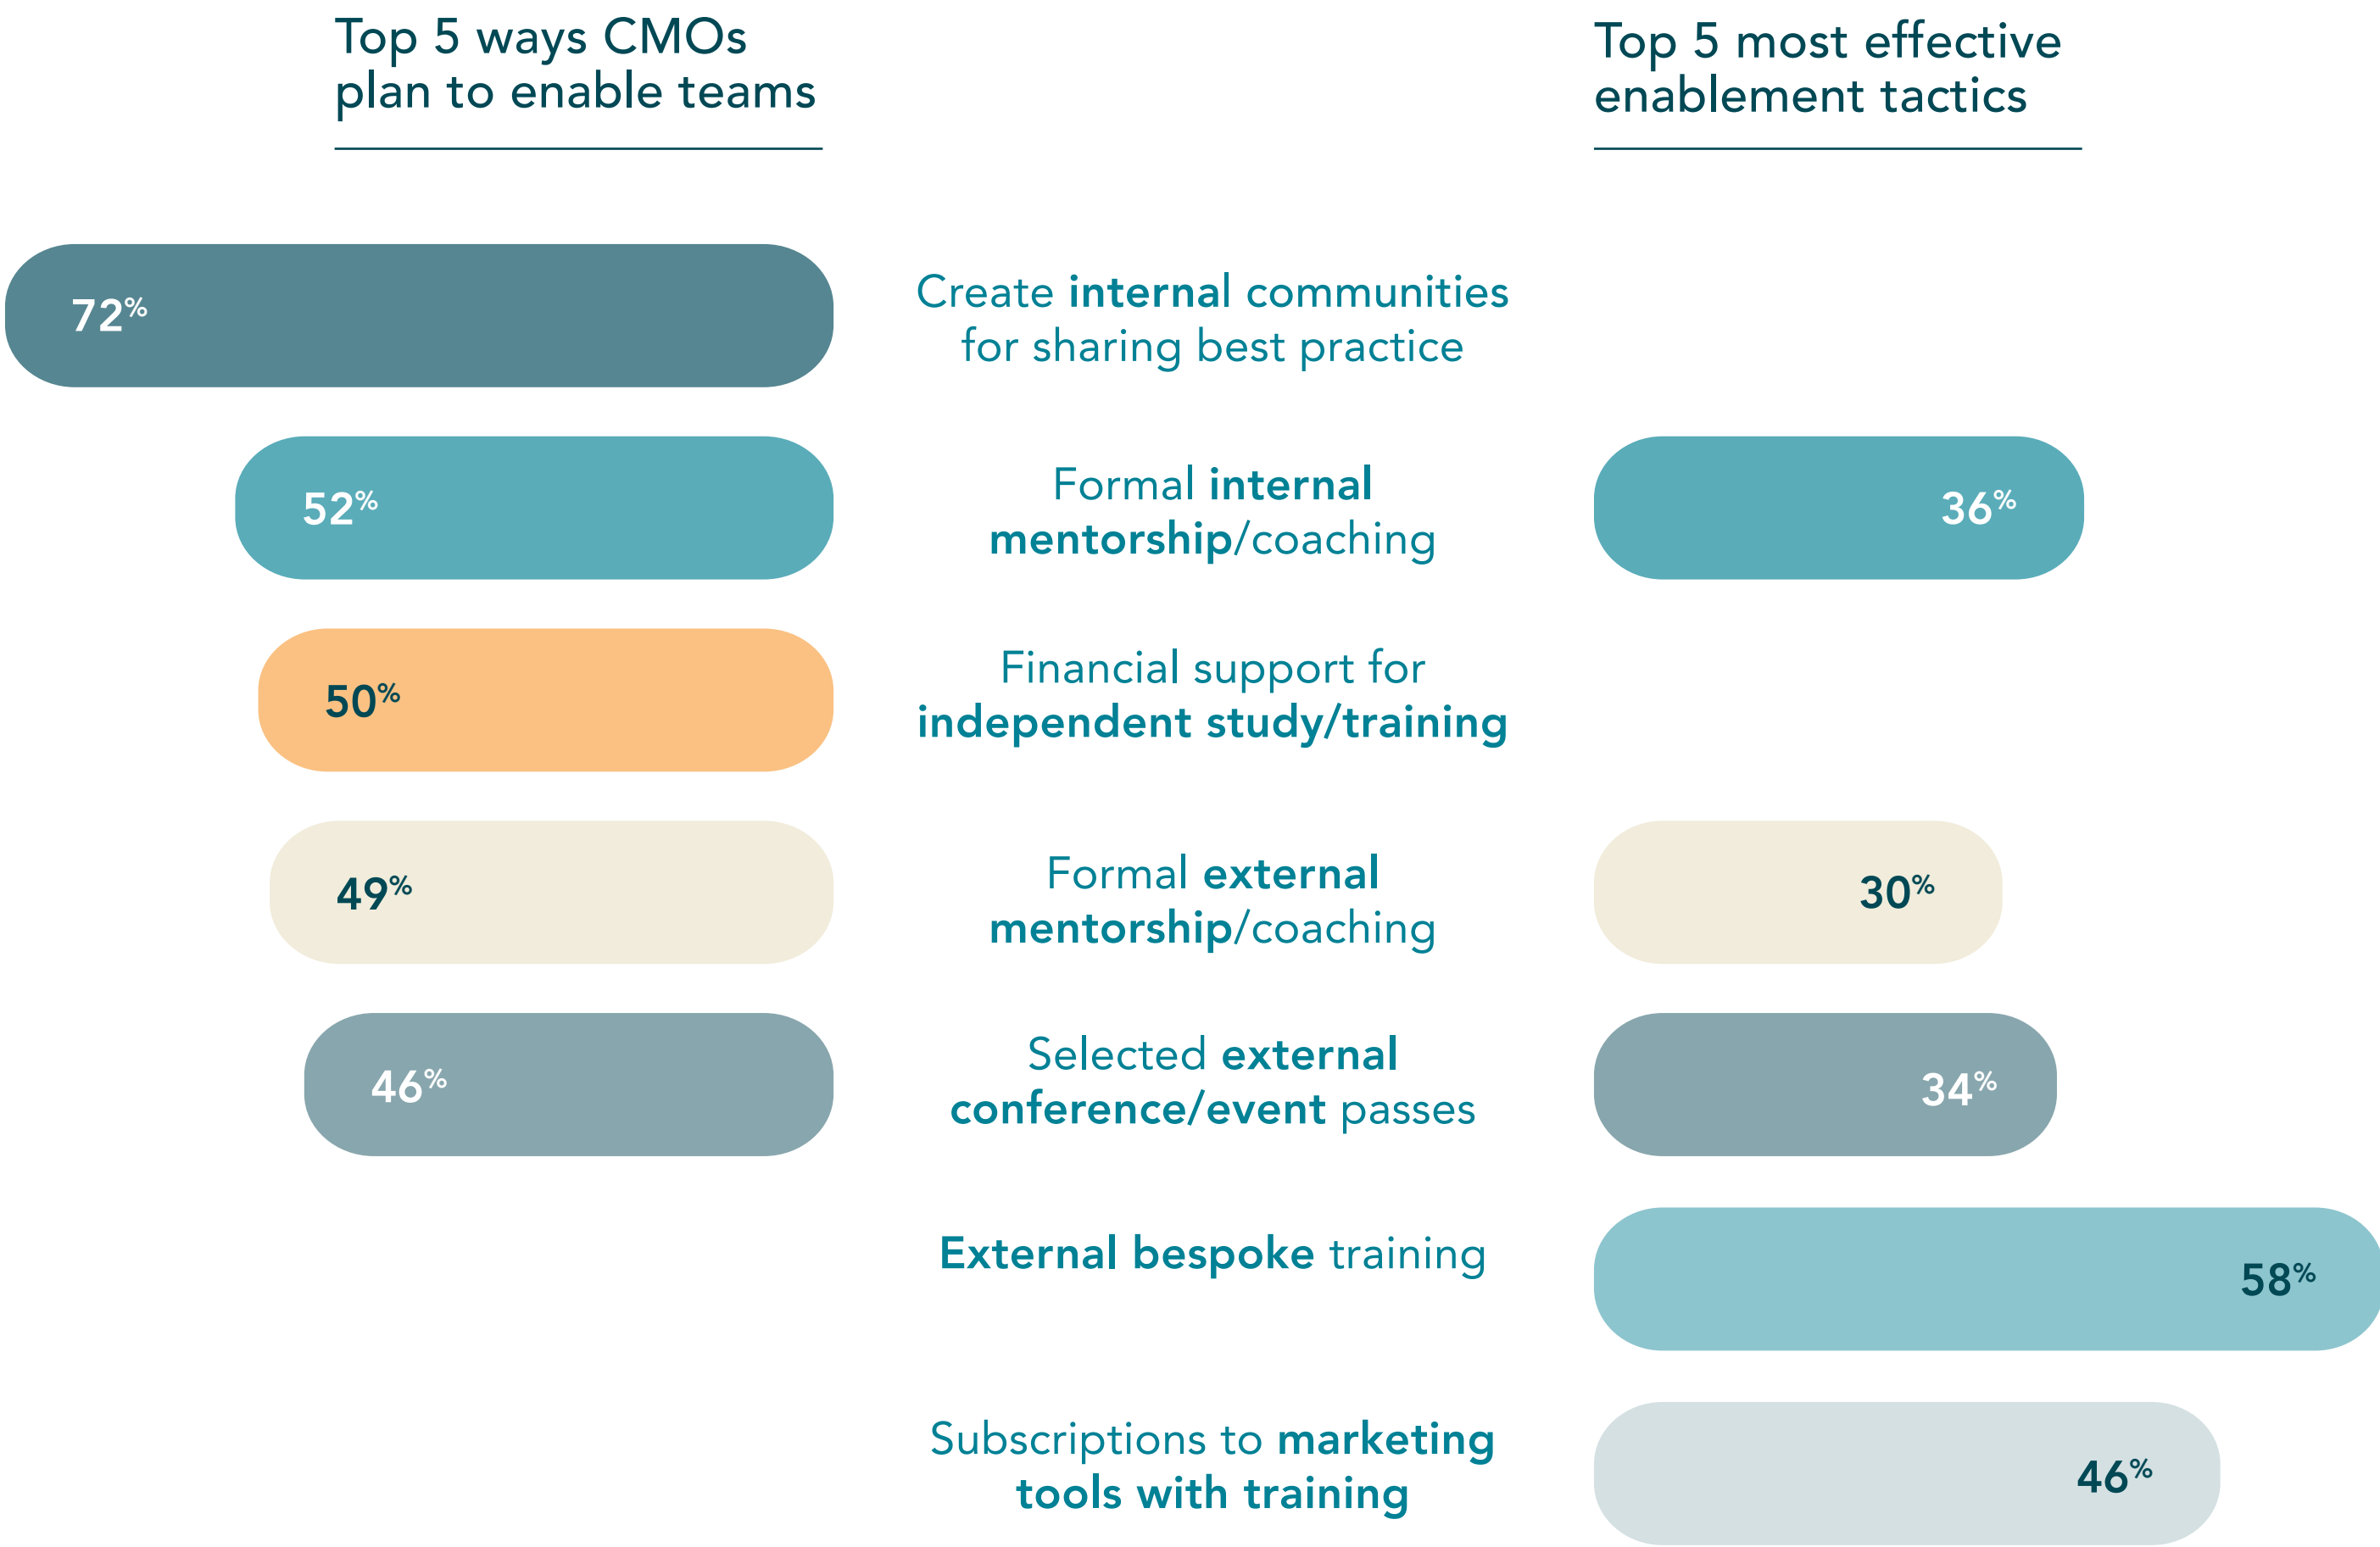 Top 5 ways CMOs
plan to enable teams
Top 5 most effective
enablement tactics
72%
Create internal communities
for sharing best practice
52%
Formal internal
mentorship/coaching
36%
50%
Financial support for
independent study/training
49%
Formal external
mentorship/coaching
30%
46%
Selected external
conference/event passes
34%
External bespoke training
58%
Subscriptions to marketing
tools with training
46%